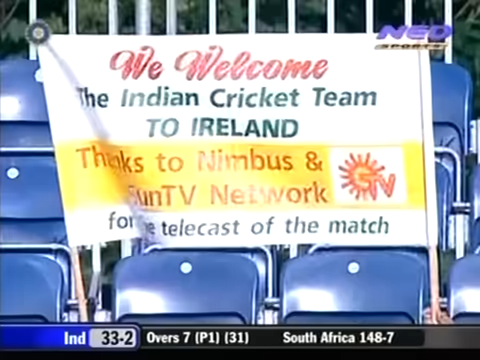 NEO
SPORTS
We Welcome
The Indian Cricket Team
TO IRELAND
Thanks to Nimbus &
SunTV Network
for the telecast of the match
Ind 33-2 Overs 7 (P1) (31) South Africa 148-7